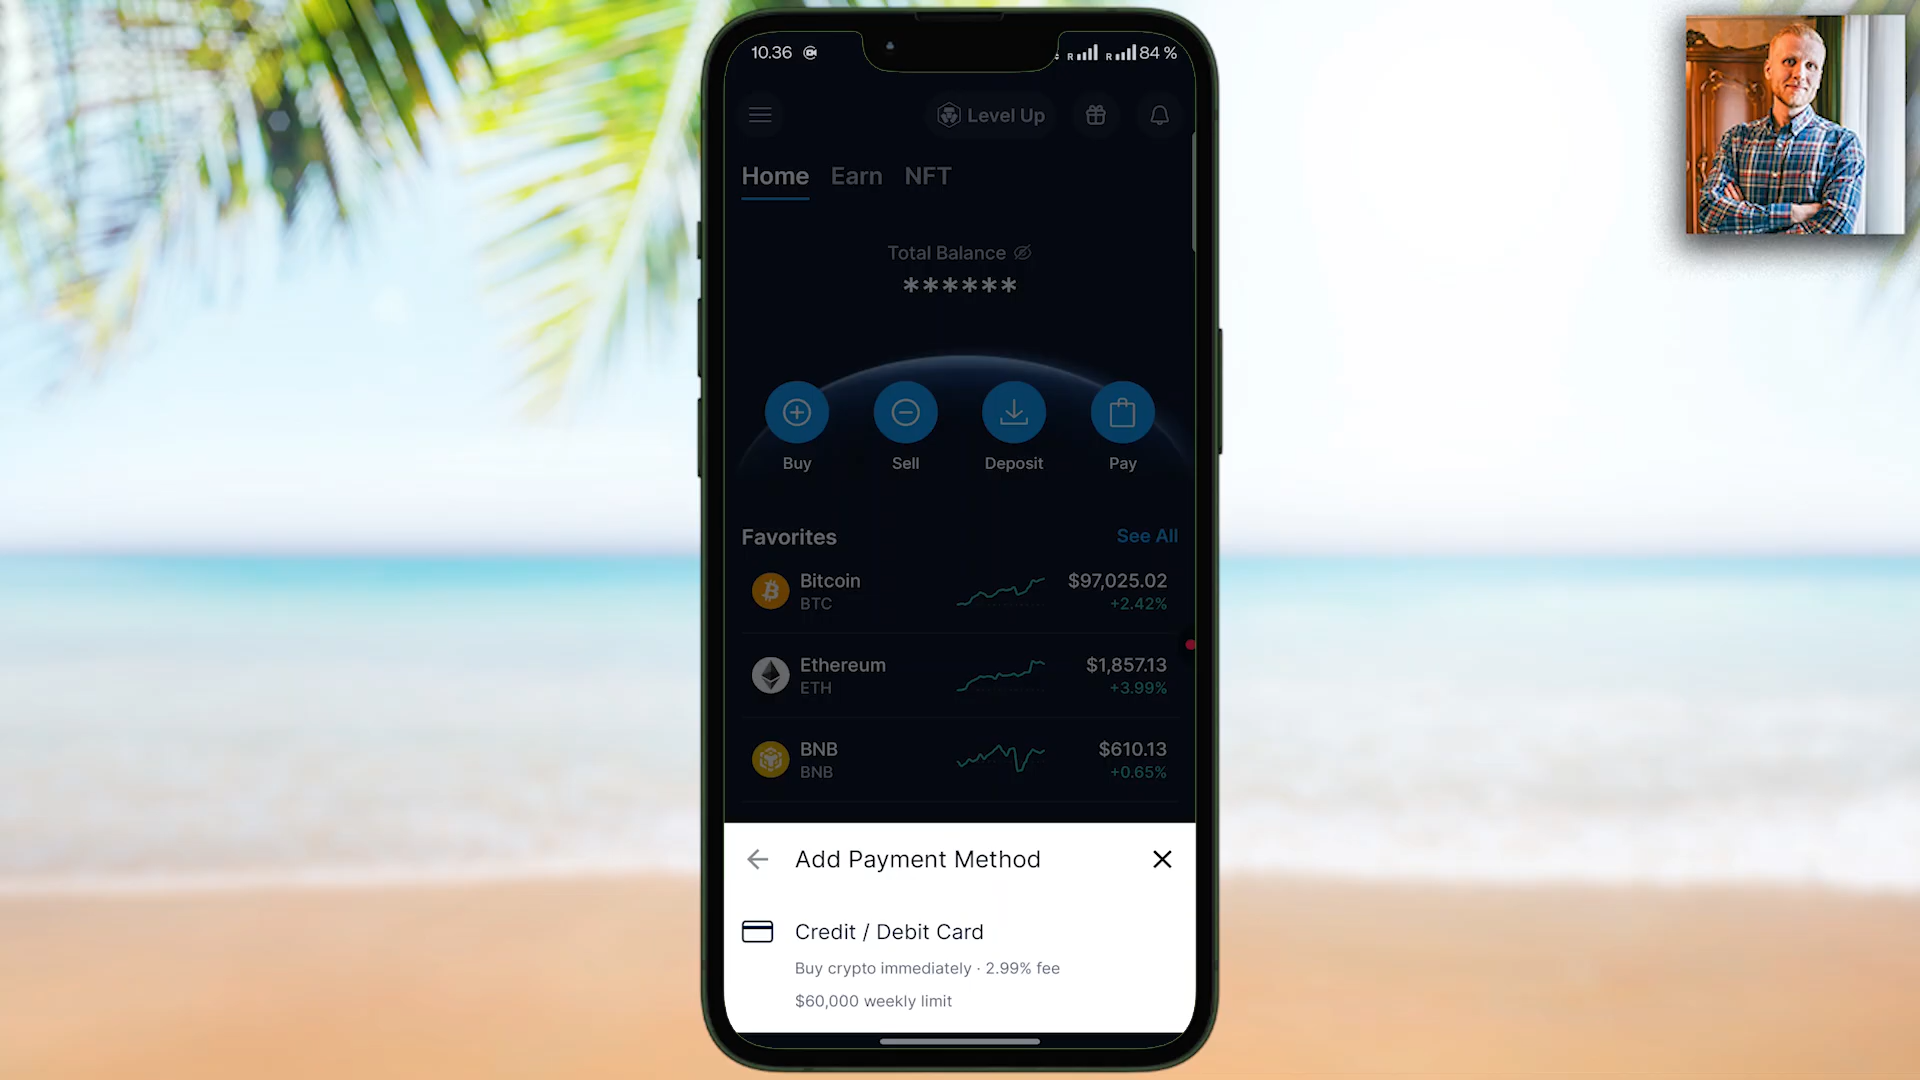 10.36
R R 84 %
Level Up
Home Earn NFT
Total Balance
******
Buy Sell Deposit Pay
Favorites See All
Bitcoin $97,025.02
BTC +2.42%
Ethereum $1,857.13
ETH +3.99%
BNB $610.13
BNB +0.65%
Add Payment Method
Credit / Debit Card
Buy crypto immediately · 2.99% fee
$60,000 weekly limit